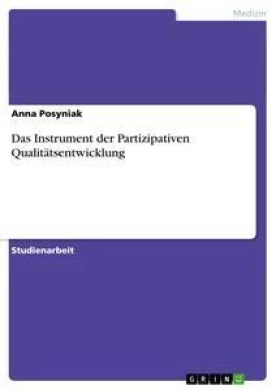 Medizin
Anna Posyniak
Das Instrument der Partizipativen
Qualitätsentwicklung
Studienarbeit
GRIN